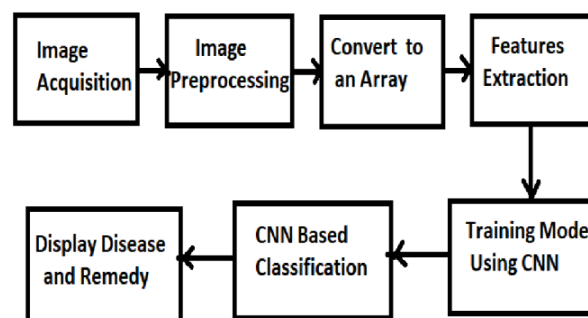 Image
Acquisition
Image
Preprocessing
Convert to
an Array
Features
Extraction
Training Mode
Using CNN
CNN Based
Classification
Display Disease
and Remedy